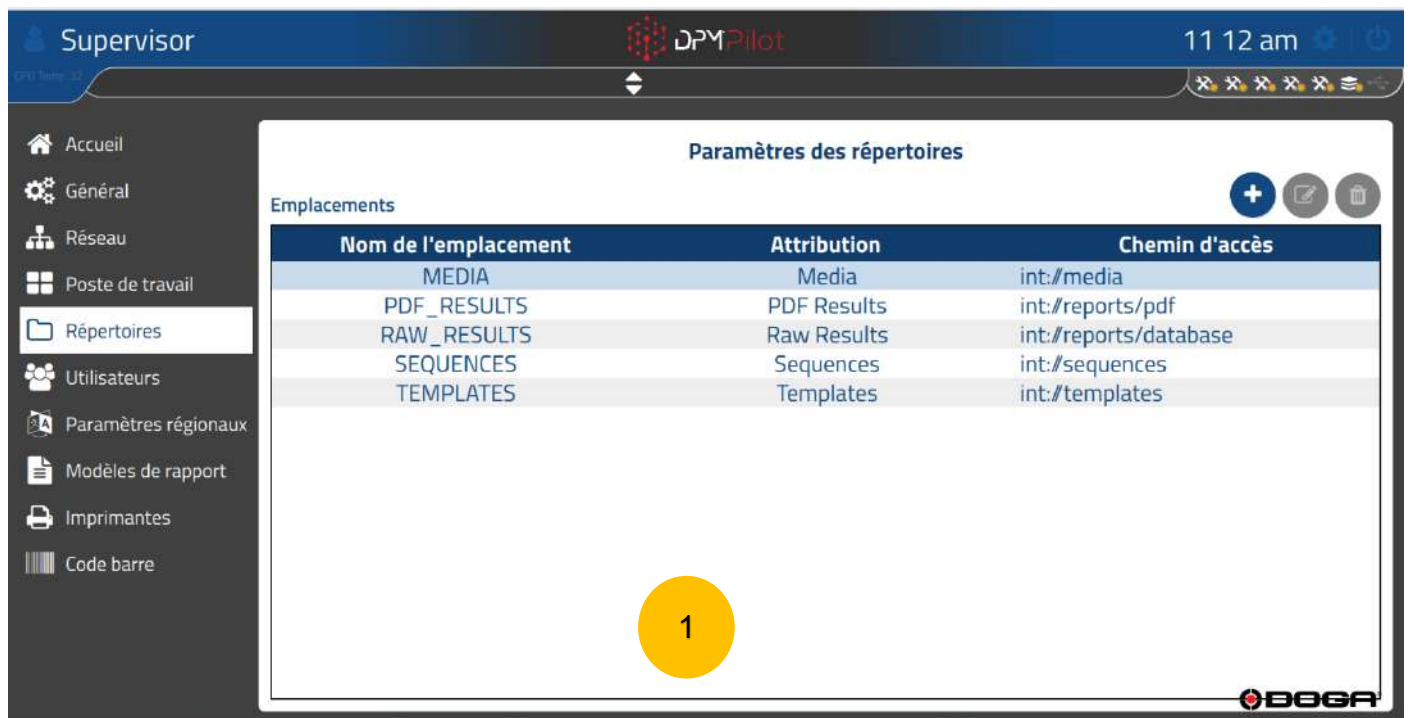 Supervisor
DPMPilot
11 12 am
CPU Temp: 32
Accueil
Général
Réseau
Poste de travail
Répertoires
Utilisateurs
Paramètres régionaux
Modèles de rapport
Imprimantes
Code barre
Paramètres des répertoires
Emplacements
Nom de l'emplacement Attribution Chemin d'accès
MEDIA Media int://media
PDF_RESULTS PDF Results int://reports/pdf
RAW_RESULTS Raw Results int://reports/database
SEQUENCES Sequences int://sequences
TEMPLATES Templates int://templates
1
DOGA